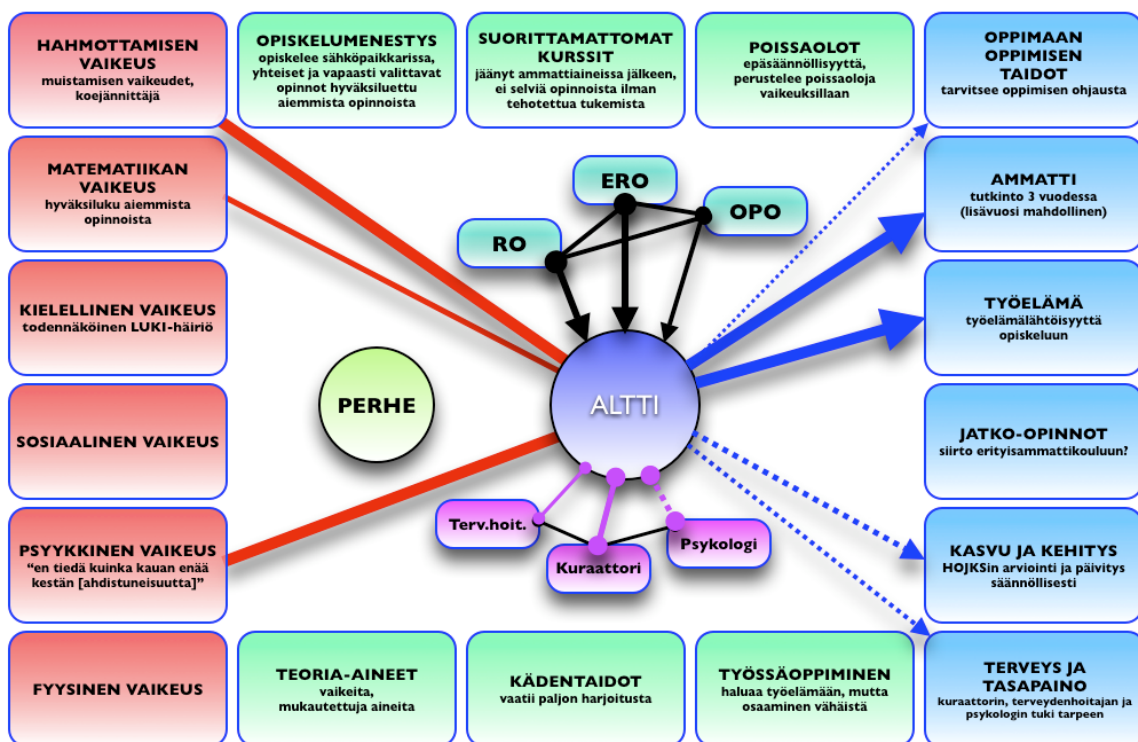 HAHMOTTAMISEN
VAIKEUS
muistamisen vaikeudet,
koejännittäjä
OPISKELUMENESTYS
opiskelee sähköpaikkarissa,
yhteiset ja vapaasti valittavat
opinnot hyväksiluettu
aiemmista opinnoista
SUORITTAMATTOMAT
KURSSIT
jäänyt ammattiaineissa jälkeen,
ei selviä opinnoista ilman
tehotettua tukemista
POISSAOLOT
epäsäännöllisyyttä,
perustelee poissaoloja
vaikeuksillaan
OPPIMAAN
OPPIMISEN
TAIDOT
tarvitsee oppimisen ohjausta
MATEMATIIKAN
VAIKEUS
hyväksiluku aiemmista
opinnoista
ERO
OPO
RO
AMMATTI
tutkinto 3 vuodessa
(lisävuosi mahdollinen)
KIELELLINEN VAIKEUS
todennäköinen LUKI-häiriö
TYÖELÄMÄ
työelämälähtöisyyttä
opiskeluun
PERHE
ALTTI
SOSIAALINEN VAIKEUS
JATKO-OPINNOT
siirto erityisammattikouluun?
PSYYKKINEN VAIKEUS
“en tiedä kuinka kauan enää
kestän [ahdistuneisuutta]”
Terv.hoit.
Kuraattori
Psykologi
KASVU JA KEHITYS
HOJKSin arviointi ja päivitys
säännöllisesti
FYYSINEN VAIKEUS
TEORIA-AINEET
vaikeita,
mukautettuja aineita
KÄDENTAIDOT
vaatii paljon harjoitusta
TYÖSSÄOPPIMINEN
haluaa työelämään, mutta
osaaminen vähäistä
TERVEYS JA
TASAPAINO
kuraattorin, terveydenhoitajan ja
psykologin tuki tarpeen